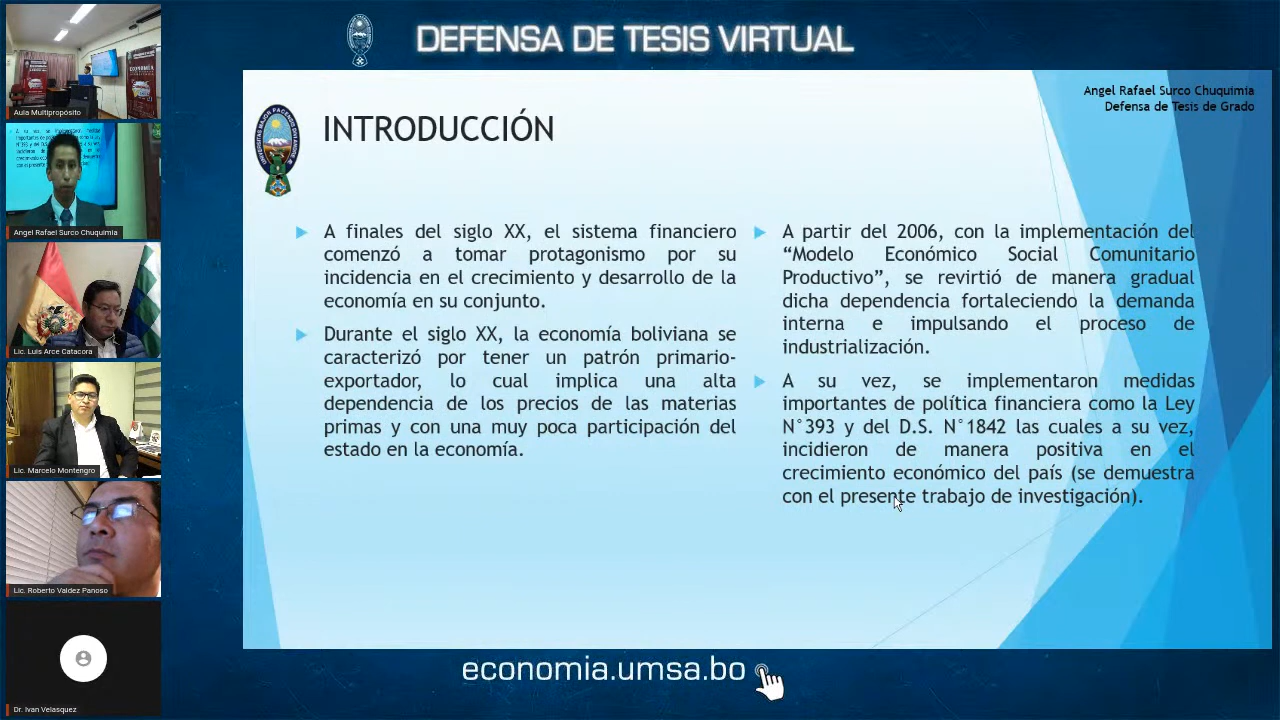 DEFENSA DE TESIS VIRTUAL
Angel Rafael Surco Chuquimia
Defensa de Tesis de Grado
INTRODUCCIÓN
A finales del siglo XX, el sistema financiero
comenzó a tomar protagonismo por su
incidencia en el crecimiento y desarrollo de la
economía en su conjunto.
Durante el siglo XX, la economía boliviana se
caracterizó por tener un patrón primario-
exportador, lo cual implica una alta
dependencia de los precios de las materias
primas y con una muy poca participación del
estado en la economía.
A partir del 2006, con la implementación del
“Modelo Económico Social Comunitario
Productivo”, se revirtió de manera gradual
dicha dependencia fortaleciendo la demanda
interna e impulsando el proceso de
industrialización.
A su vez, se implementaron medidas
importantes de política financiera como la Ley
N°393 y del D.S. N°1842 las cuales a su vez,
incidieron de manera positiva en el
crecimiento económico del país (se demuestra
con el presente trabajo de investigación).
Aula Multipropósito
Angel Rafael Surco Chuquimia
Lic. Luis Arce Catacora
Lic. Marcelo Montengro
Lic. Roberto Valdez Panoso
Dr. Ivan Velasquez
economia.umsa.bo